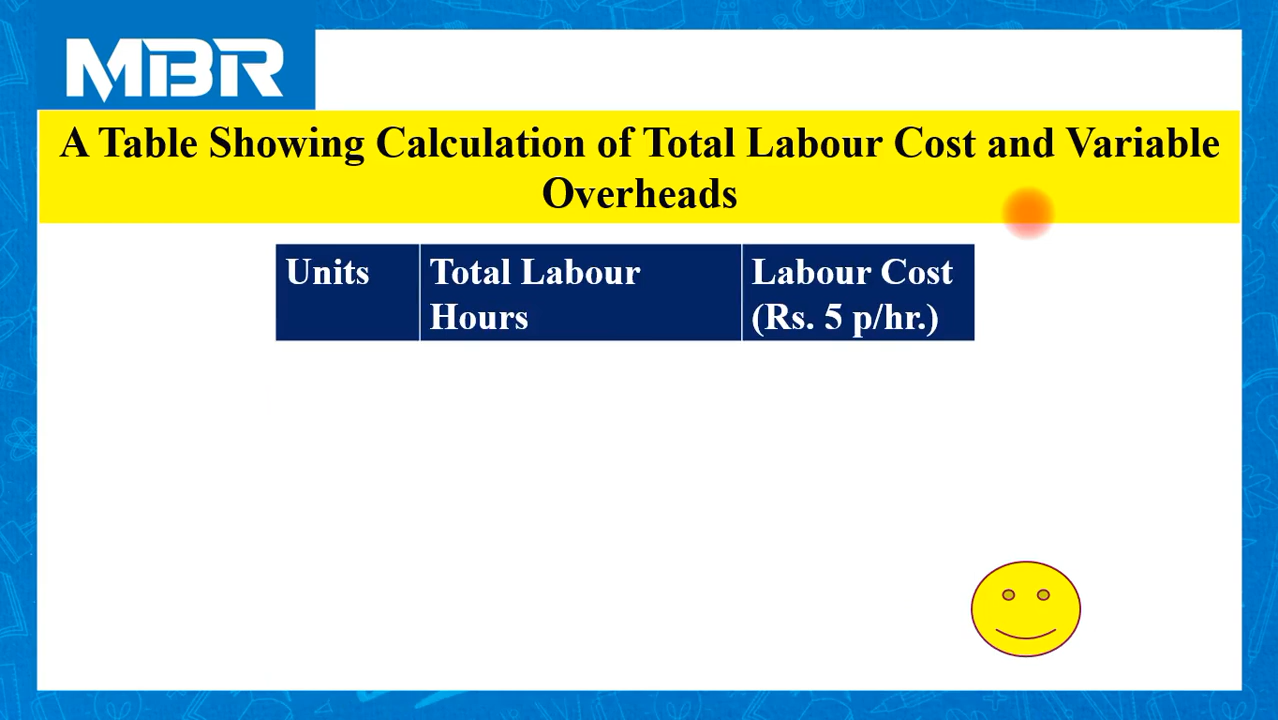 MBR
A Table Showing Calculation of Total Labour Cost and Variable
Overheads
Units
Total Labour
Hours
Labour Cost
(Rs. 5 p/hr.)